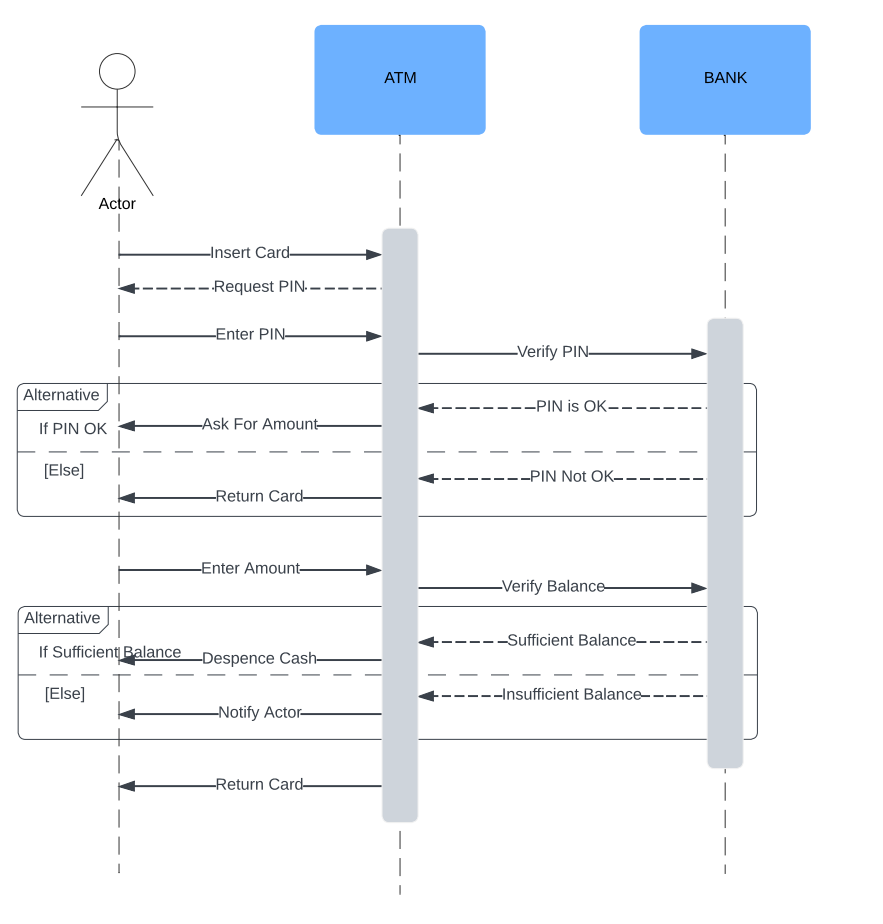 ATM
BANK
Actor
Insert Card
Request PIN
Enter PIN
Verify PIN
Alternative
PIN is OK
If PIN OK
Ask For Amount
[Else]
PIN Not OK
Return Card
Enter Amount
Verify Balance
Alternative
Sufficient Balance
If Sufficient Balance
Despence Cash
[Else]
Insufficient Balance
Notify Actor
Return Card